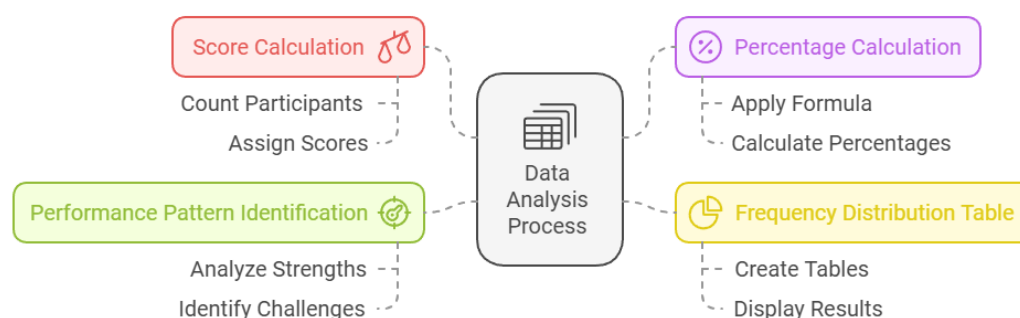 Score Calculation
Count Participants
Assign Scores
Performance Pattern Identification
Analyze Strengths
Identify Challenges
Data
Analysis
Process
Percentage Calculation
Apply Formula
Calculate Percentages
Frequency Distribution Table
Create Tables
Display Results